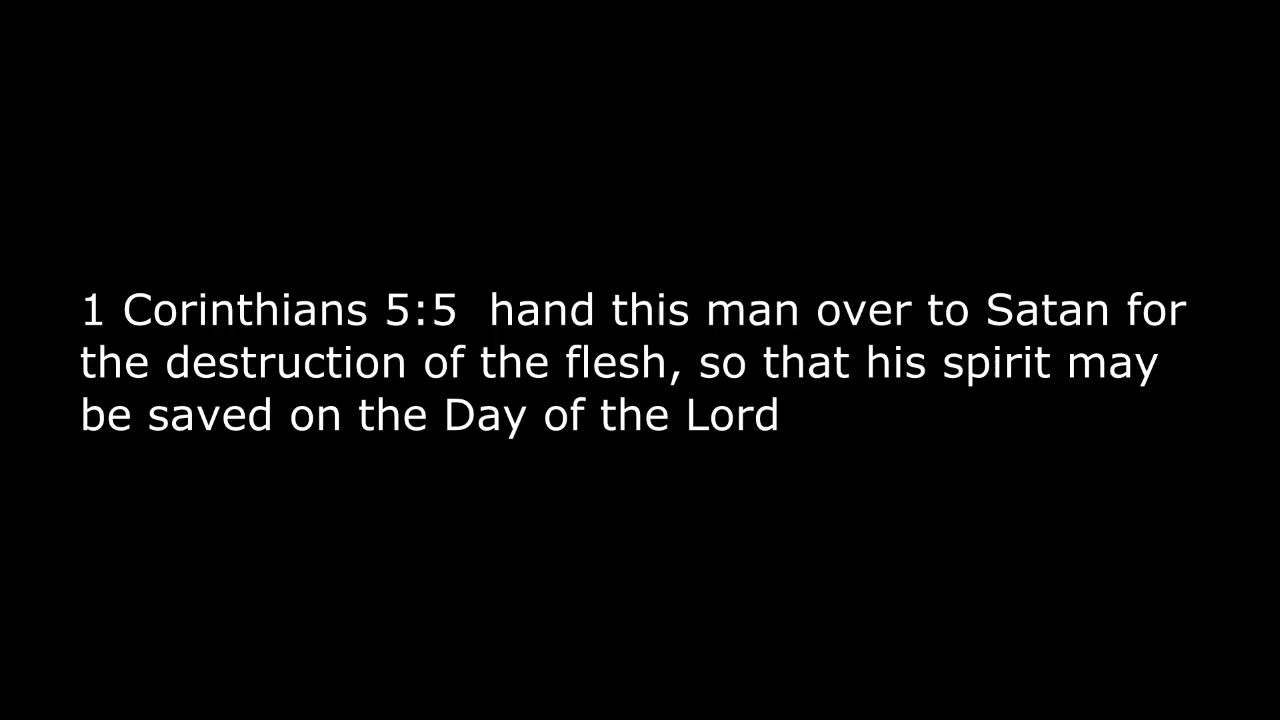 1 Corinthians 5:5  hand this man over to Satan for
the destruction of the flesh, so that his spirit may
be saved on the Day of the Lord